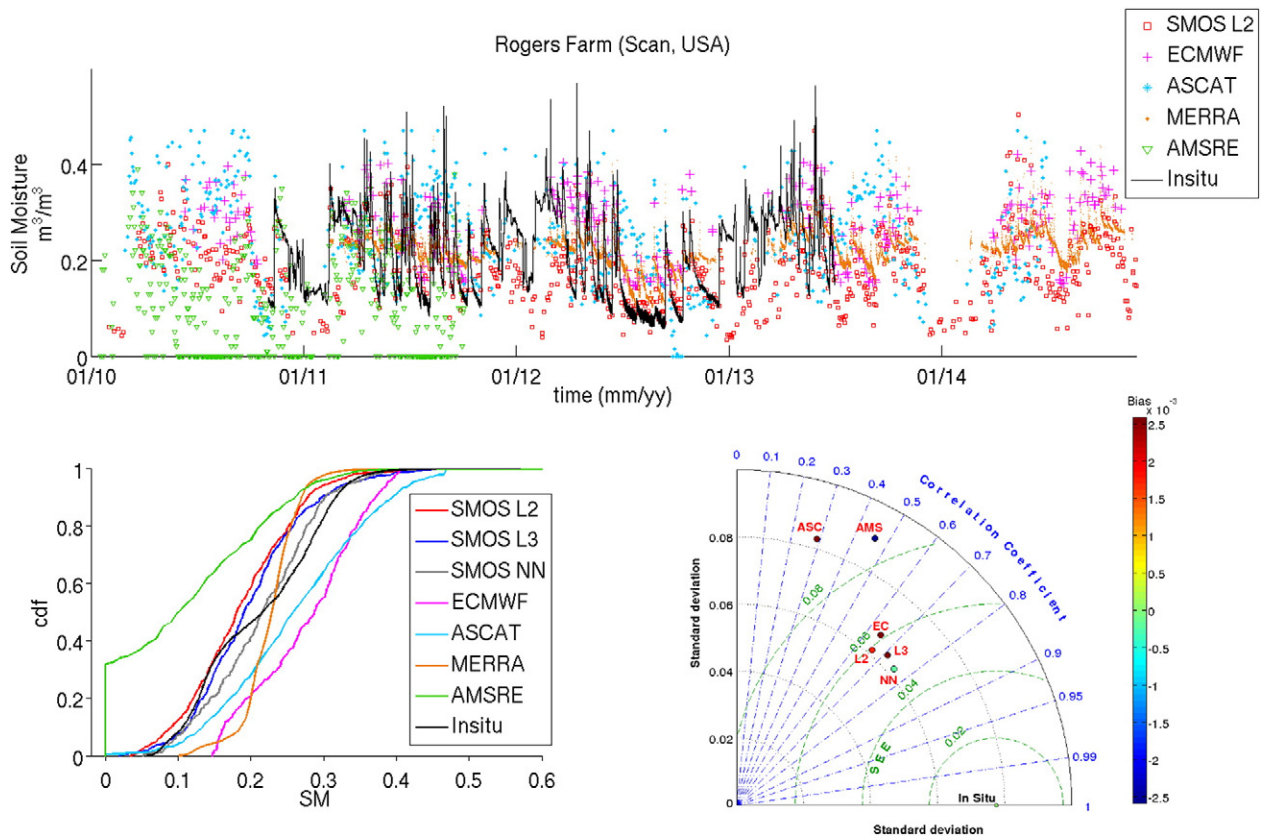 Rogers Farm (Scan, USA)
SMOS L2
ECMWF
ASCAT
MERRA
AMSRE
Insitu
Soil Moisture
m³/m³
0.4
0.2
0
01/10
01/11
01/12
01/13
01/14
time (mm/yy)
cdf
1
0.8
0.6
0.4
0.2
0
0
0.1
0.2
0.3
0.4
0.5
0.6
SM
SMOS L2
SMOS L3
SMOS NN
ECMWF
ASCAT
MERRA
AMSRE
Insitu
0
0.1
0.2
0.3
0.4
0.5
0.6
0.7
0.8
0.9
0.95
0.99
1
Correlation Coefficient
Standard deviation
0.08
0.06
0.04
0.02
0
ASC
AMS
EC
L2
L3
NN
0.08
0.06
0.04
0.02
SEE
In Situ
Standard deviation
Bias
x 10⁻³
2.5
2
1.5
1
0.5
0
-0.5
-1
-1.5
-2
-2.5